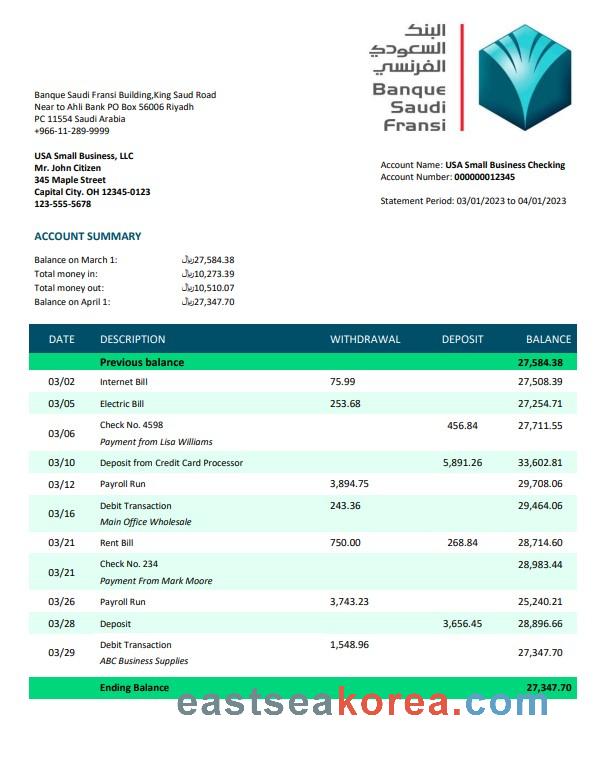 البنك
السعودي
الفرنسي
Banque
Saudi
Fransi
Banque Saudi Fransi Building,King Saud Road
Near to Ahli Bank PO Box 56006 Riyadh
PC 11554 Saudi Arabia
+966-11-289-9999
USA Small Business, LLC
Mr. John Citizen
345 Maple Street
Capital City. OH 12345-0123
123-555-5678
Account Name: USA Small Business Checking
Account Number: 000000012345
Statement Period: 03/01/2023 to 04/01/2023
ACCOUNT SUMMARY
Balance on March 1: ﷼27,584.38
Total money in: ﷼10,273.39
Total money out: ﷼10,510.07
Balance on April 1: ﷼27,347.70
DATE DESCRIPTION WITHDRAWAL DEPOSIT BALANCE
Previous balance 27,584.38
03/02 Internet Bill 75.99 27,508.39
03/05 Electric Bill 253.68 27,254.71
03/06 Check No. 4598 456.84 27,711.55
Payment from Lisa Williams
03/10 Deposit from Credit Card Processor 5,891.26 33,602.81
03/12 Payroll Run 3,894.75 29,708.06
03/16 Debit Transaction 243.36 29,464.06
Main Office Wholesale
03/21 Rent Bill 750.00 268.84 28,714.60
03/21 Check No. 234 28,983.44
Payment From Mark Moore
03/26 Payroll Run 3,743.23 25,240.21
03/28 Deposit 3,656.45 28,896.66
03/29 Debit Transaction 1,548.96 27,347.70
ABC Business Supplies
Ending Balance 27,347.70
eastseakorea.com